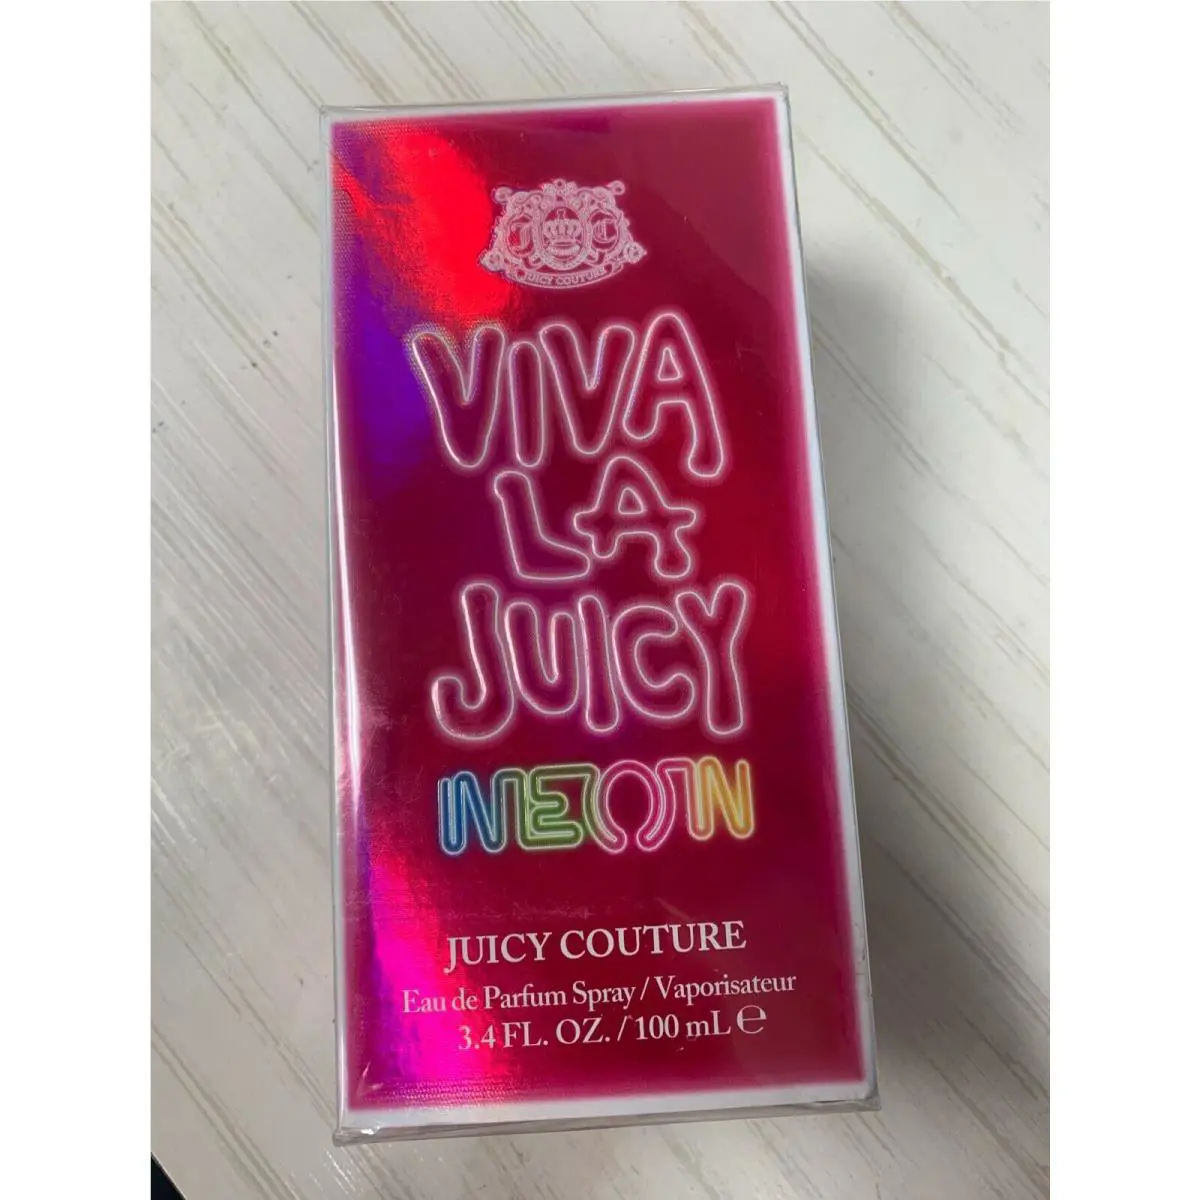 J C
JUICY COUTURE
VIVA
LA
JUICY
NEON
JUICY COUTURE
Eau de Parfum Spray / Vaporisateur
3.4 FL. OZ. / 100 mL ℮